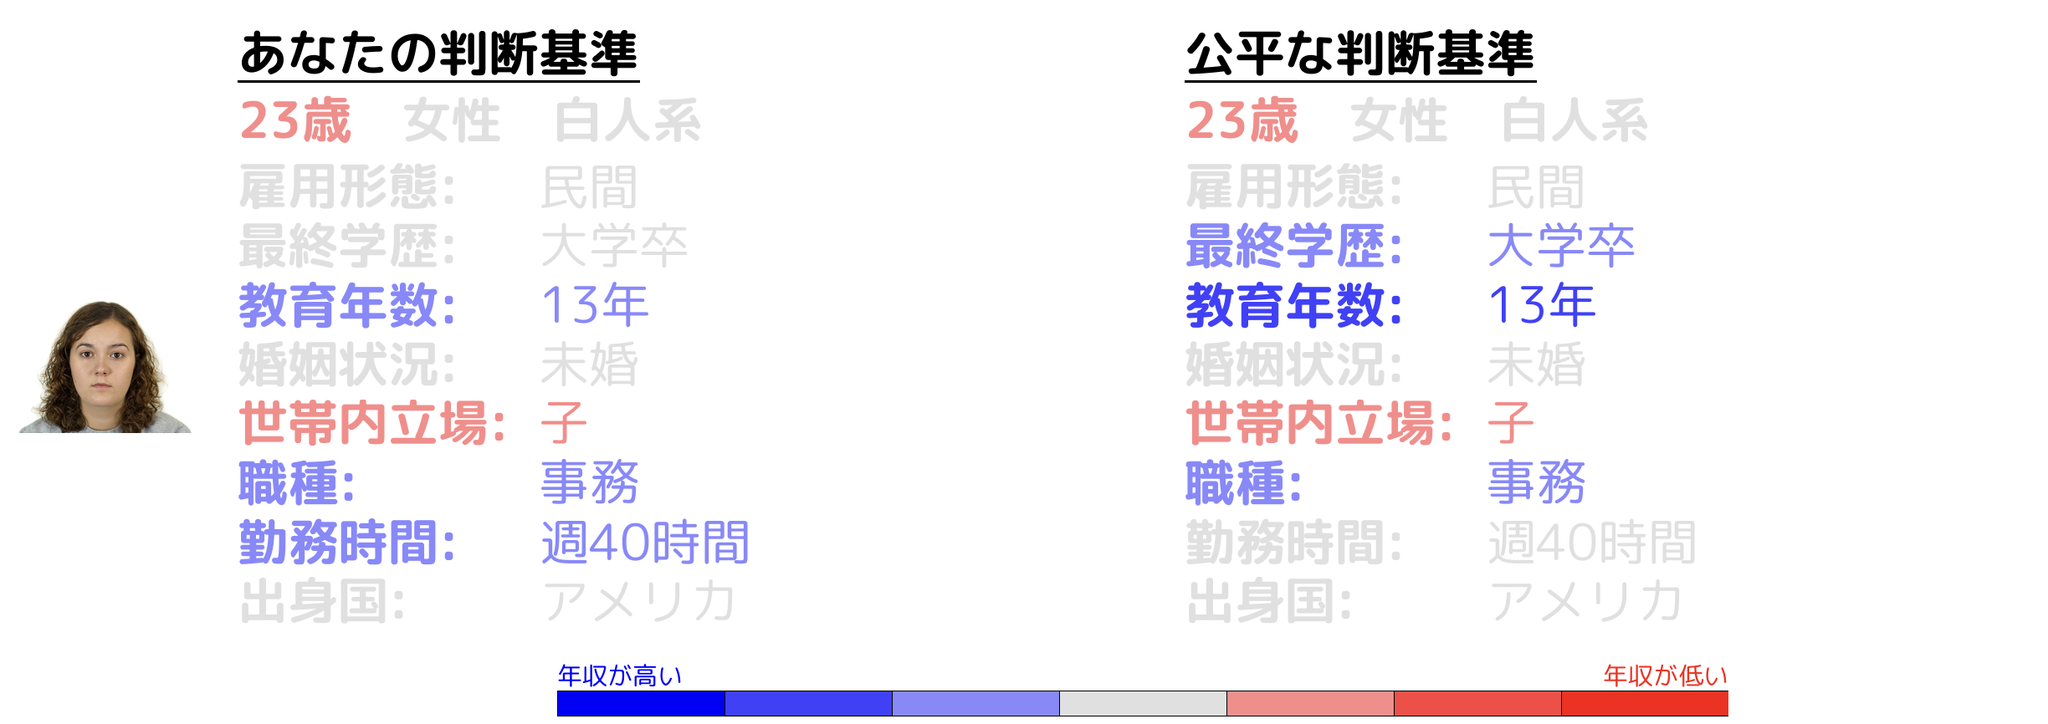 あなたの判断基準
23歳 女性 白人系
雇用形態: 民間
最終学歴: 大学卒
教育年数: 13年
婚姻状況: 未婚
世帯内立場: 子
職種: 事務
勤務時間: 週40時間
出身国: アメリカ
公平な判断基準
23歳 女性 白人系
雇用形態: 民間
最終学歴: 大学卒
教育年数: 13年
婚姻状況: 未婚
世帯内立場: 子
職種: 事務
勤務時間: 週40時間
出身国: アメリカ
年収が高い
年収が低い